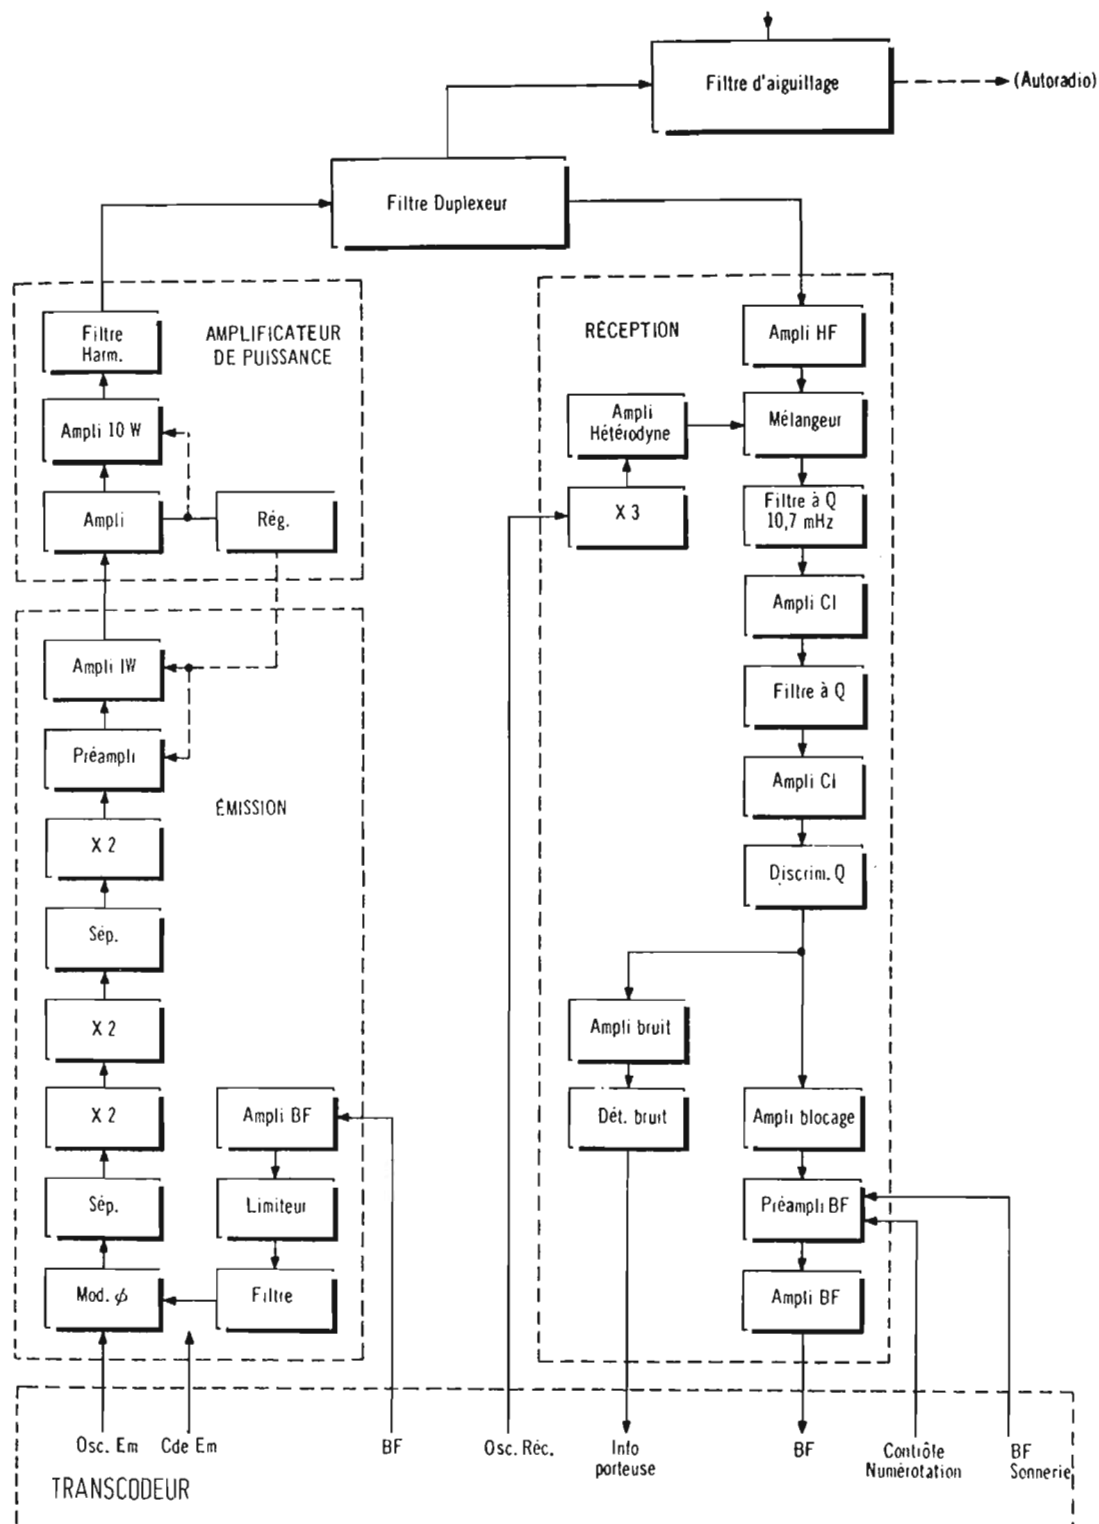 Filtre d'aiguillage
(Autoradio)
Filtre Duplexeur
AMPLIFICATEUR
DE PUISSANCE
Filtre
Harm.
Ampli 10 W
Ampli
Rég.
ÉMISSION
Ampli 1W
Préampli
X 2
Sép.
X 2
X 2
Sép.
Mod. ϕ
Ampli BF
Limiteur
Filtre
RÉCEPTION
Ampli HF
Ampli
Hétérodyne
Mélangeur
X 3
Filtre à Q
10,7 mHz
Ampli CI
Filtre à Q
Ampli CI
Discrim. Q
Ampli bruit
Dét. bruit
Ampli blocage
Préampli BF
Ampli BF
Osc. Em
Cde Em
BF
Osc. Réc.
Info
porteuse
BF
Contrôle
Numérotation
BF
Sonnerie
TRANSCODEUR